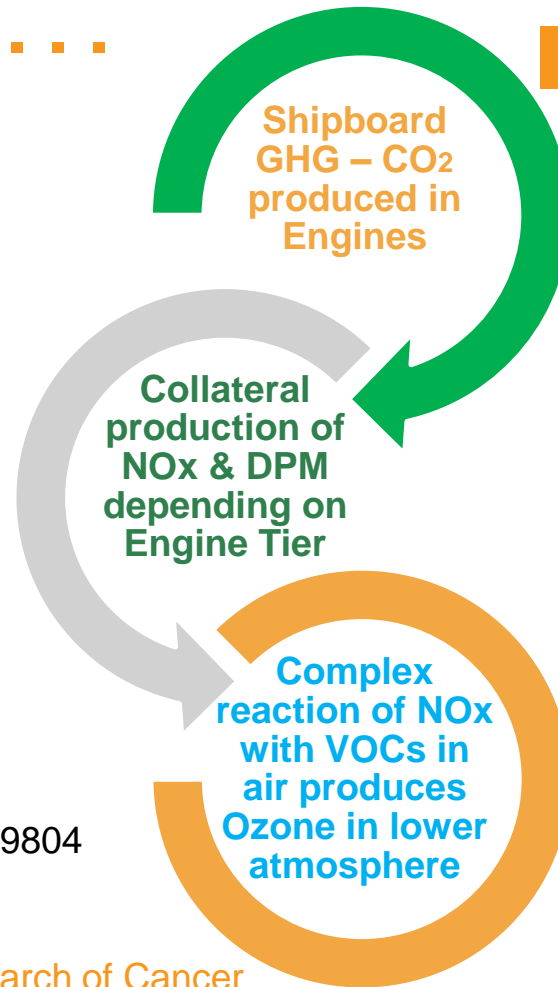 Shipboard
GHG – CO2
produced in
Engines
Collateral
production of
NOx & DPM
depending on
Engine Tier
Complex
reaction of NOx
with VOCs in
air produces
Ozone in lower
atmosphere
9804
arch of Cancer